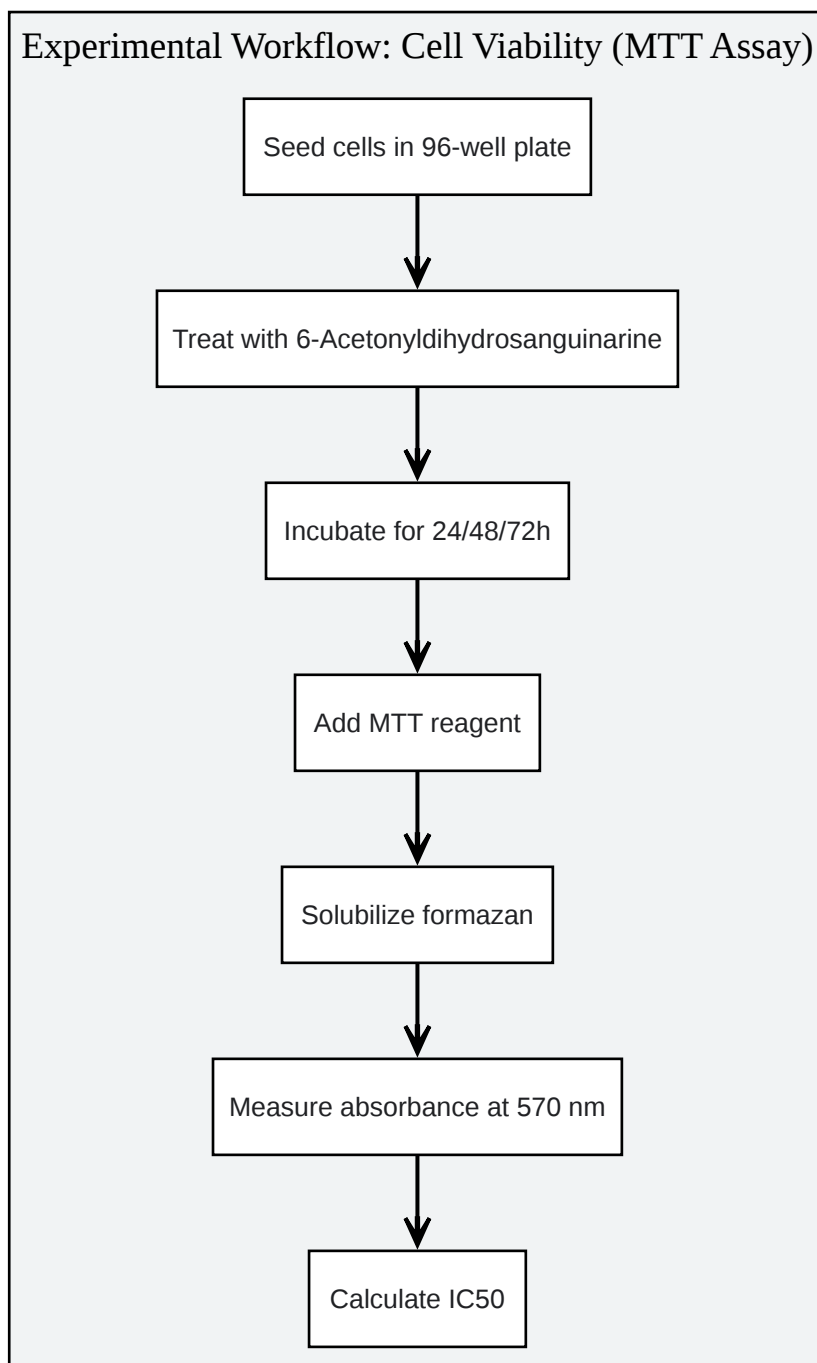 Experimental Workflow: Cell Viability (MTT Assay)
Seed cells in 96-well plate
Treat with 6-Acetonyldihydrosanguinarine
Incubate for 24/48/72h
Add MTT reagent
Solubilize formazan
Measure absorbance at 570 nm
Calculate IC50